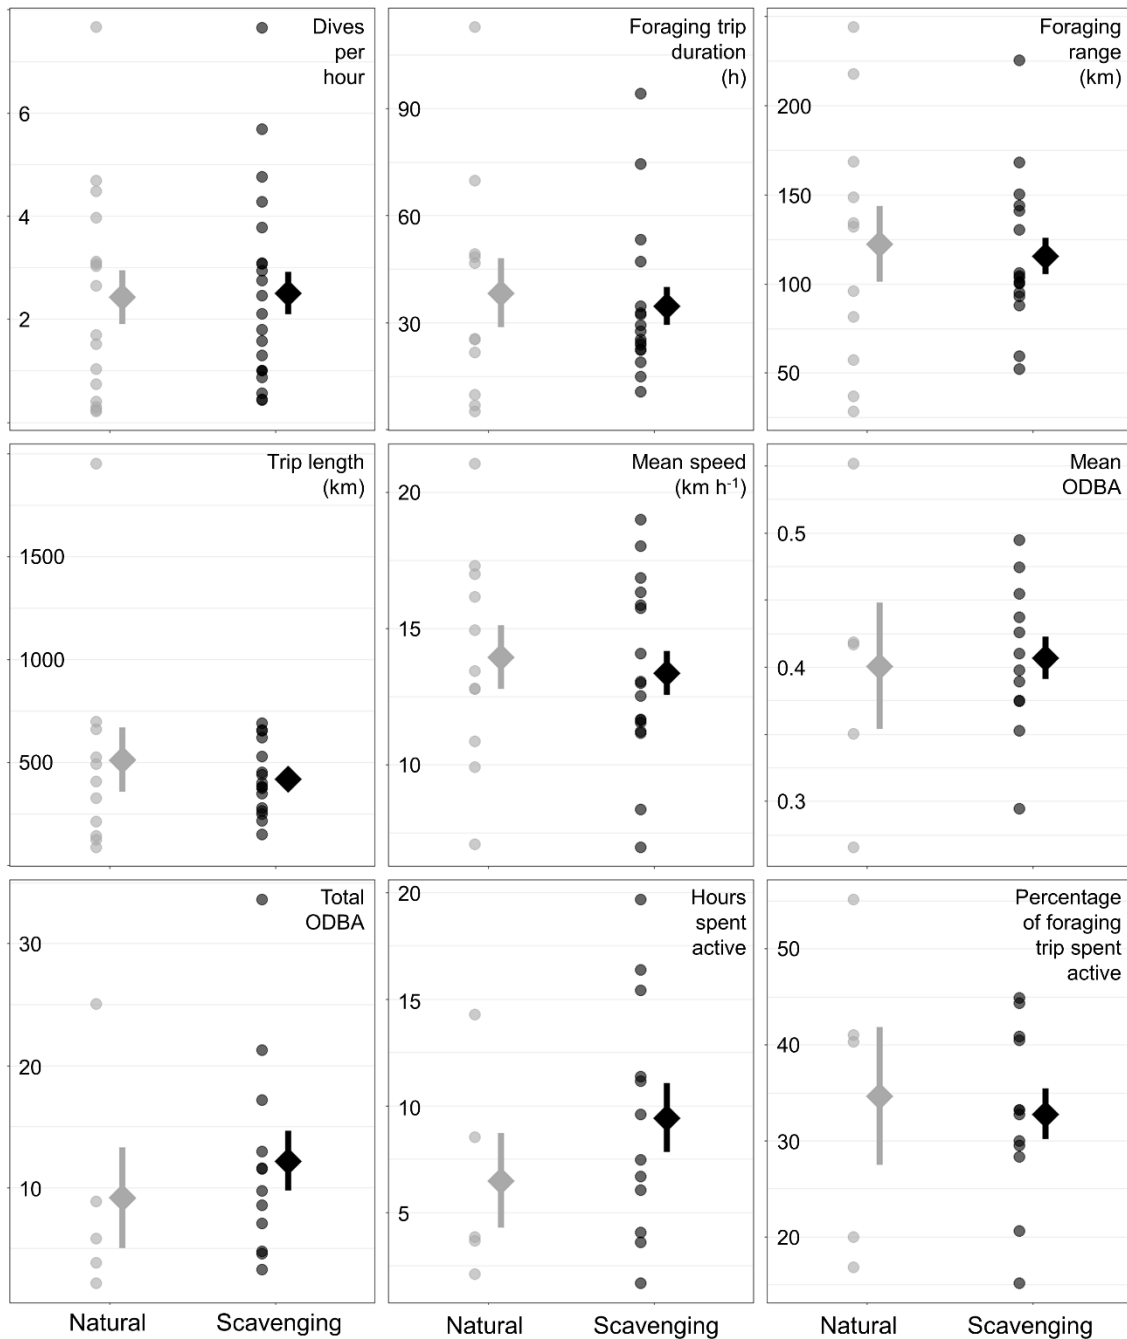 Dives
per
hour
6
4
2
Foraging trip
duration
(h)
90
60
30
Foraging
range
(km)
200
150
100
50
Trip length
(km)
1500
1000
500
Mean speed
(km h⁻¹)
20
15
10
Mean
ODBA
0.5
0.4
0.3
Total
ODBA
30
20
10
Natural Scavenging
Hours
spent
active
20
15
10
5
Natural Scavenging
Percentage
of foraging
trip spent
active
50
40
30
20
Natural Scavenging